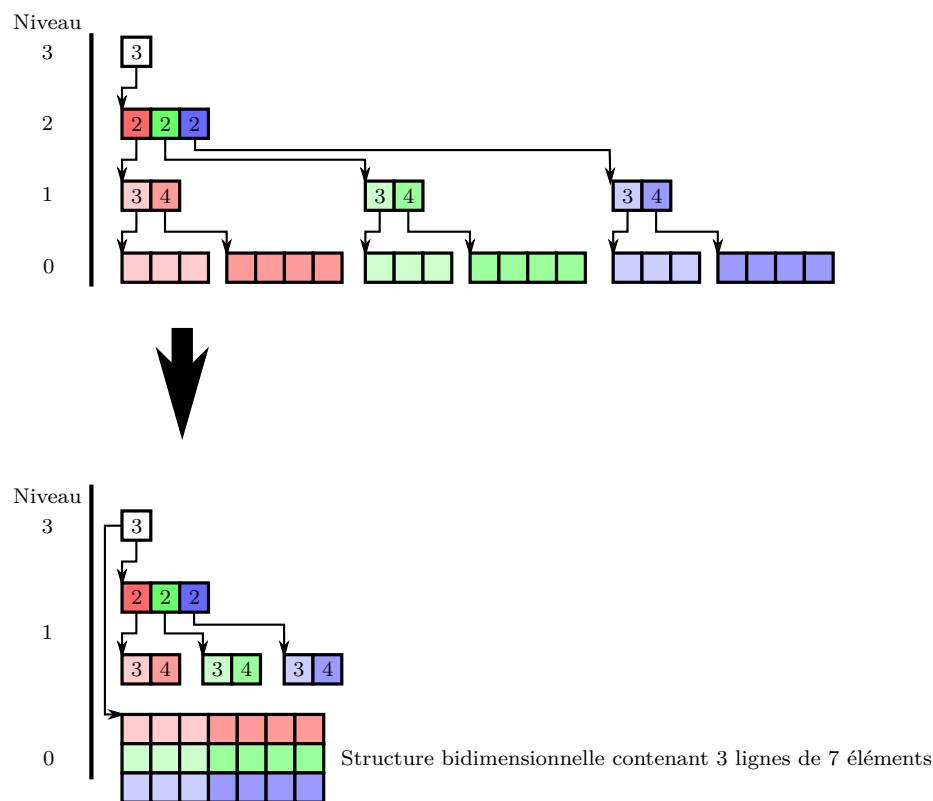 Niveau
3 3
2 2 2 2
1 3 4 3 4 3 4
0
Niveau
3 3
2 2 2
1
3 4 3 4 3 4
0 Structure bidimensionnelle contenant 3 lignes de 7 éléments